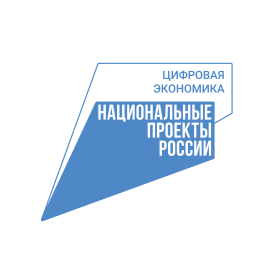 ЦИФРОВАЯ
ЭКОНОМИКА
НАЦИОНАЛЬНЫЕ
ПРОЕКТЫ
РОССИИ